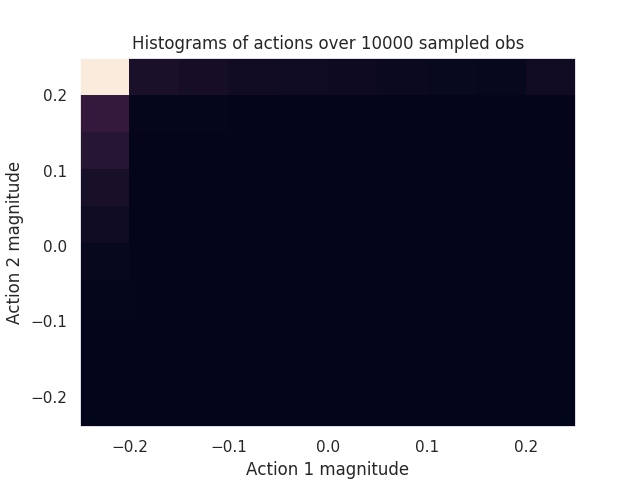 Histograms of actions over 10000 sampled obs
Action 2 magnitude
0.2
0.1
0.0
−0.1
−0.2
−0.2 −0.1 0.0 0.1 0.2
Action 1 magnitude